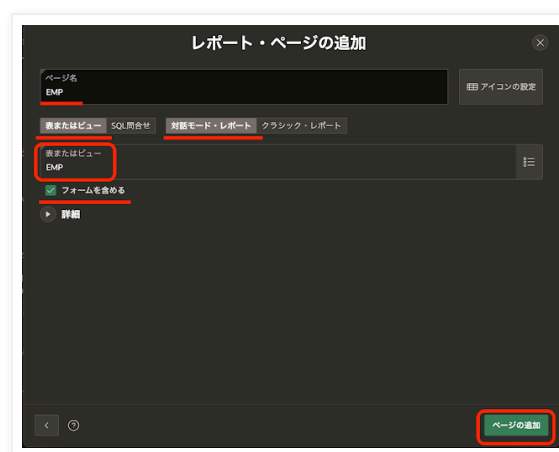 レポート・ページの追加
ページ名
EMP
アイコンの設定
表またはビュー SQL問合せ 対話モード・レポート クラシック・レポート
表またはビュー
EMP
フォームを含める
詳細
ページの追加